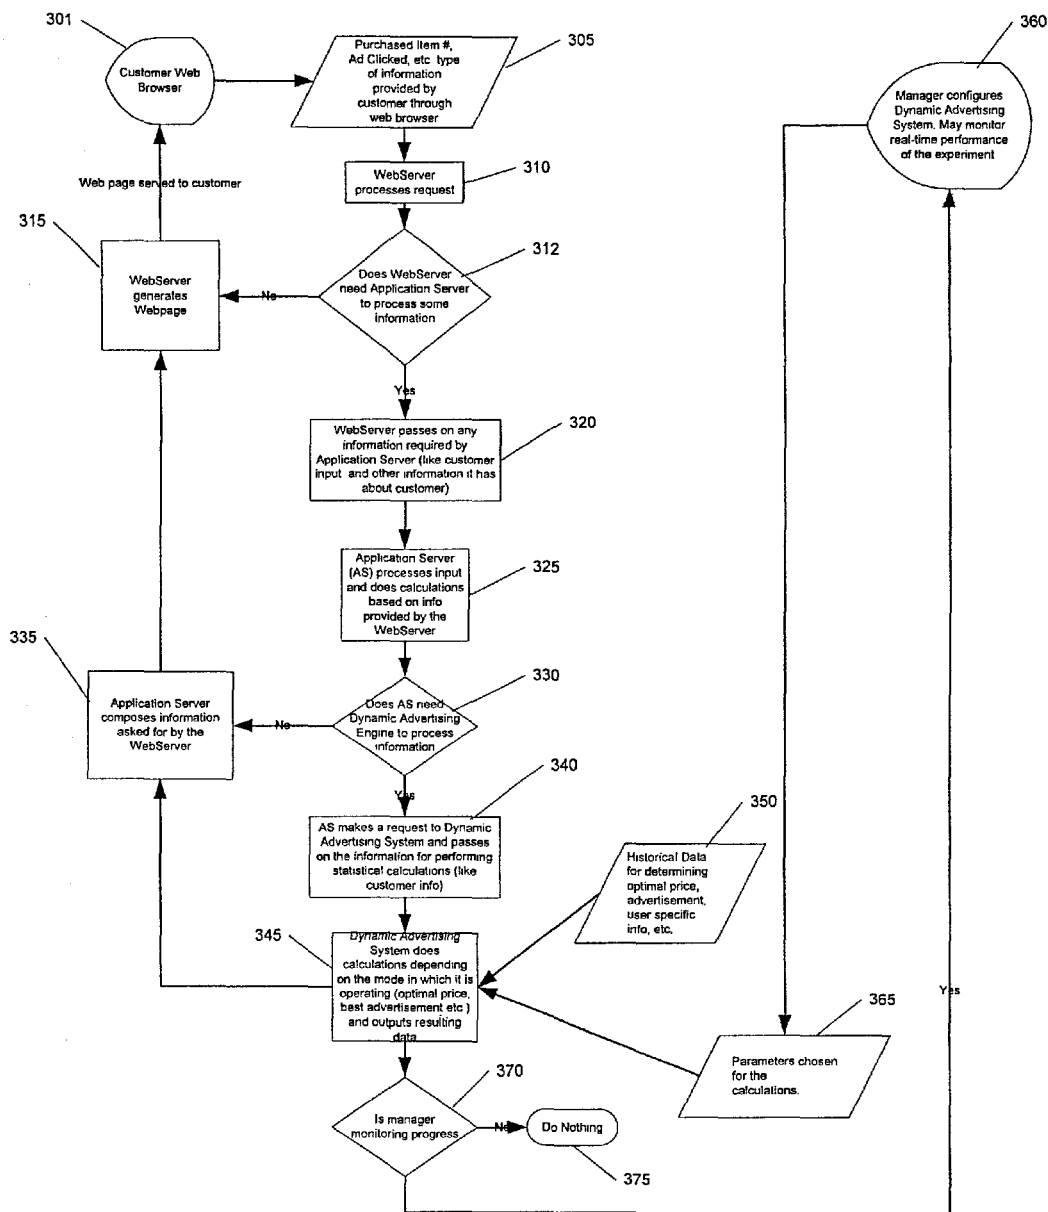 301
Customer Web
Browser
Purchased Item #,
Ad Clicked, etc type
of information
provided by
customer through
web browser
305
360
Manager configures
Dynamic Advertising
System. May monitor
real-time performance
of the experiment
WebServer
processes request
310
Web page served to customer
315
WebServer
generates
Webpage
No
Does WebServer
need Application Server
to process some
information
312
Yes
WebServer passes on any
information required by
Application Server (like customer
input and other information it has
about customer)
320
Application Server
(AS) processes input
and does calculations
based on info
provided by the
WebServer
325
335
Application Server
composes information
asked for by the
WebServer
No
Does AS need
Dynamic Advertising
Engine to process
information
330
Yes
AS makes a request to Dynamic
Advertising System and passes
on the information for performing
statistical calculations (like
customer info)
340
350
Historical Data
for determining
optimal price,
advertisement,
user specific
info, etc.
345
Dynamic Advertising
System does
calculations depending
on the mode in which it is
operating (optimal price,
best advertisement etc )
and outputs resulting
data
Yes
365
Parameters chosen
for the
calculations.
370
Is manager
monitoring progress
No
Do Nothing
375